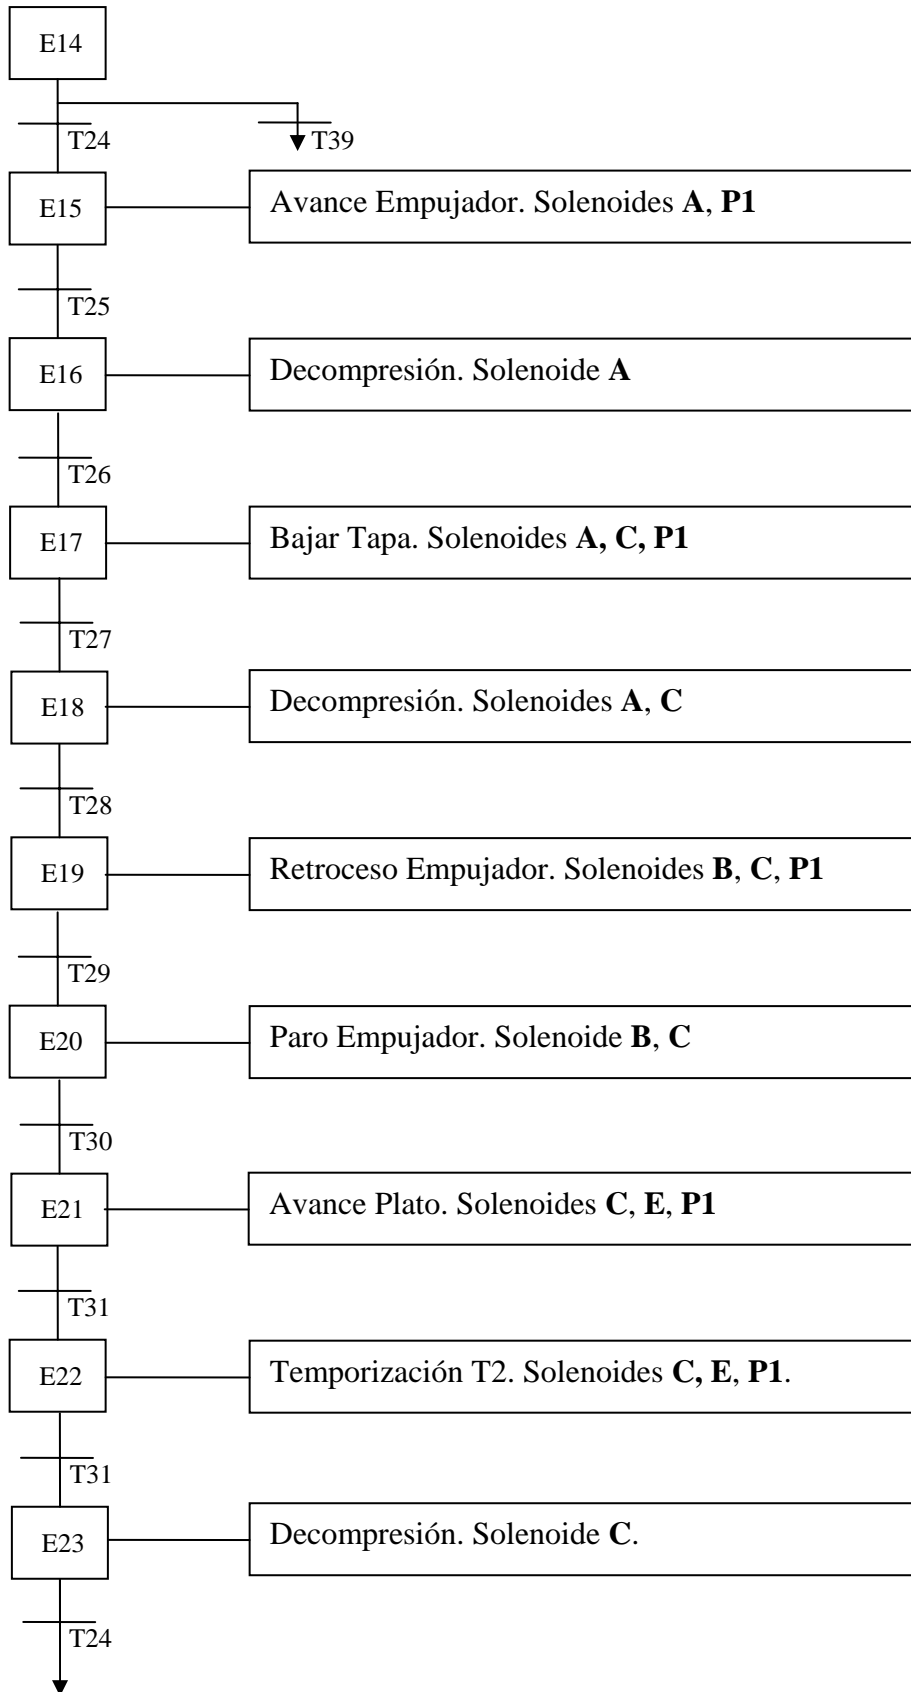 E14
T24
T39
E15
Avance Empujador. Solenoides A, P1
T25
E16
Decompresión. Solenoide A
T26
E17
Bajar Tapa. Solenoides A, C, P1
T27
E18
Decompresión. Solenoides A, C
T28
E19
Retroceso Empujador. Solenoides B, C, P1
T29
E20
Paro Empujador. Solenoide B, C
T30
E21
Avance Plato. Solenoides C, E, P1
T31
E22
Temporización T2. Solenoides C, E, P1.
T31
E23
Decompresión. Solenoide C.
T24